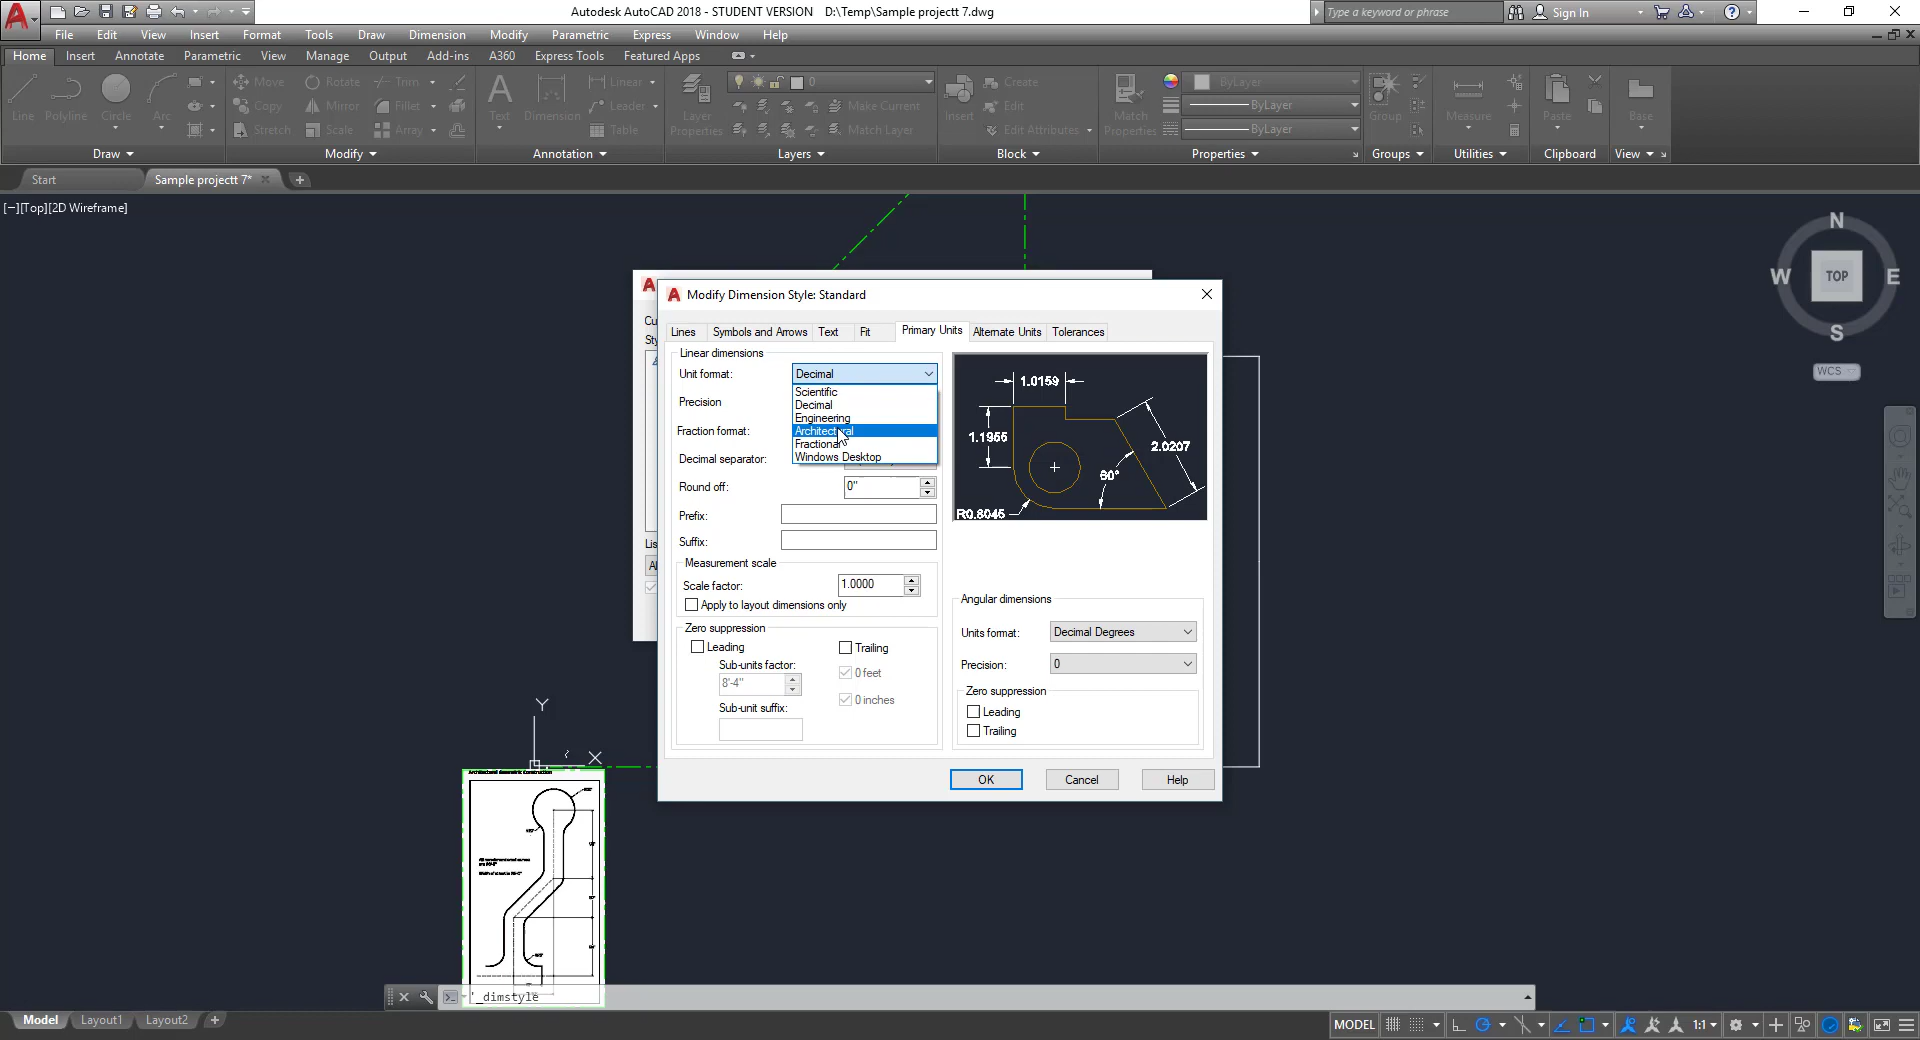 Autodesk AutoCAD 2018 - STUDENT VERSION D:\Temp\Sample projectt 7.dwg
Type a keyword or phrase
Sign In
File Edit View Insert Format Tools Draw Dimension Modify Parametric Express Window Help
Home Insert Annotate Parametric View Manage Output Add-ins A360 Express Tools Featured Apps
Line Polyline Circle Arc
Move Rotate Trim
Copy Mirror Fillet
Stretch Scale Array
Text Dimension
Linear
Leader
Table
Layer
Properties
0
Make Current
Match Layer
Insert
Create
Edit
Edit Attributes
Match
Properties
ByLayer
ByLayer
ByLayer
Group
Measure
Paste
Base
Draw Modify Annotation Layers Block Properties Groups Utilities Clipboard View
Start
Sample projectt 7*
[−][Top][2D Wireframe]
N
W TOP E
S
WCS
Cu
Sty
Lis
Modify Dimension Style: Standard
Lines Symbols and Arrows Text Fit Primary Units Alternate Units Tolerances
Linear dimensions
Unit format: Decimal
Scientific
Decimal
Engineering
Architectural
Fractional
Windows Desktop
Precision
Fraction format:
Decimal separator:
Round off: 0"
Prefix:
Suffix:
Measurement scale
Scale factor: 1.0000
Apply to layout dimensions only
Zero suppression
Leading
Trailing
Sub-units factor:
8'-4"
0 feet
Sub-unit suffix:
0 inches
1.0159
1.1955
2.0207
60°
R0.8045
Angular dimensions
Units format: Decimal Degrees
Precision: 0
Zero suppression
Leading
Trailing
OK Cancel Help
Y
X
Architectural Geometric Construction
'_dimstyle
Model Layout1 Layout2
MODEL
1:1